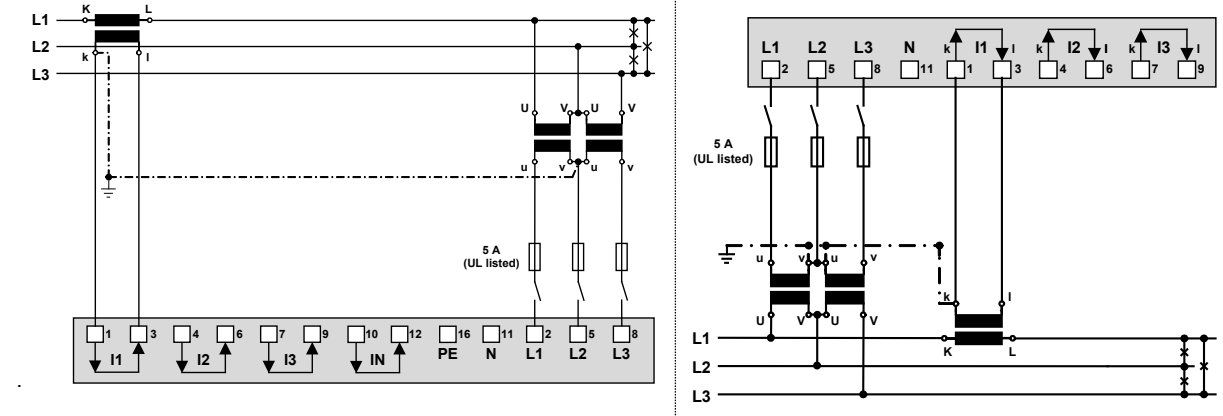 K L
L1
L2
k l
L3
U V U V
u v u v
5 A
(UL listed)
1 3 4 6 7 9 10 12 16 11 2 5 8
I1 I2 I3 IN PE N L1 L2 L3
.
L1 L2 L3 N k I1 l k I2 l k I3 l
2 5 8 11 1 3 4 6 7 9
5 A
(UL listed)
u v u v
k l
U V U V
L1
K L
L2
L3